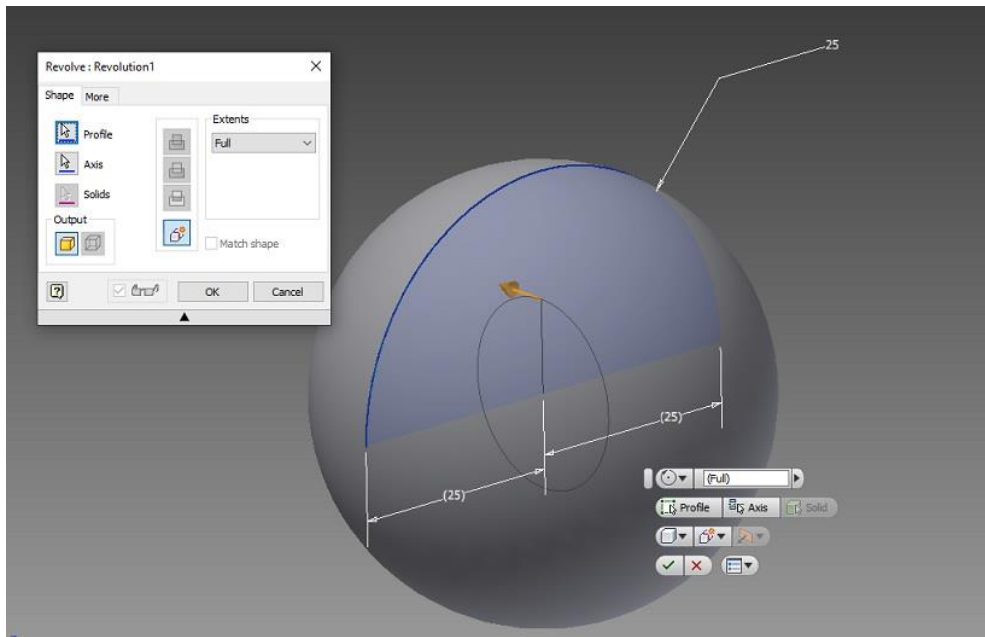 Revolve : Revolution1
Shape More
Profile
Axis
Solids
Output
Extents
Full
Match shape
OK Cancel
25
(25)
(25)
(Full)
Profile Axis Solid